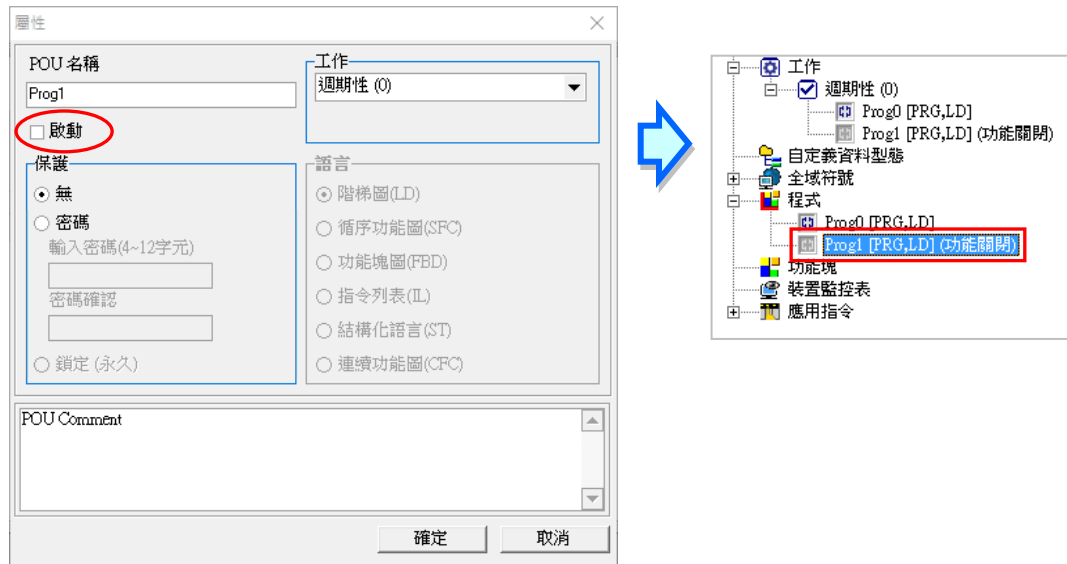 屬性
POU 名稱
Prog1
啟動
工作
週期性 (0)
保護
無
密碼
輸入密碼(4~12字元)
密碼確認
鎖定 (永久)
語言
階梯圖(LD)
循序功能圖(SFC)
功能塊圖(FBD)
指令列表(IL)
結構化語言(ST)
連續功能圖(CFC)
POU Comment
確定
取消
工作
週期性 (0)
Prog0 [PRG,LD]
Prog1 [PRG,LD] (功能關閉)
自定義資料型態
全域符號
程式
Prog0 [PRG,LD]
Prog1 [PRG,LD] (功能關閉)
功能塊
裝置監控表
應用指令